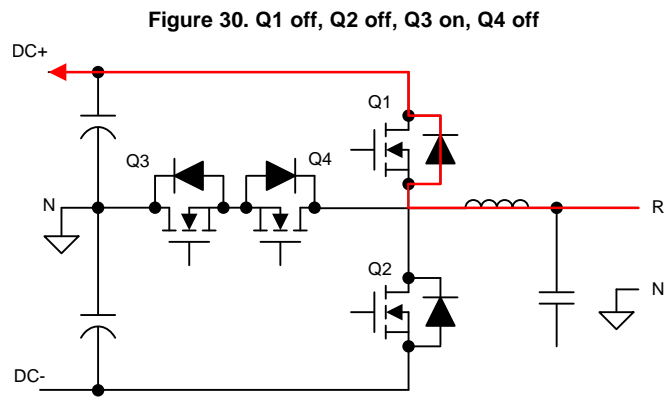 Figure 30. Q1 off, Q2 off, Q3 on, Q4 off
DC+
Q1
Q3
Q4
N
R
Q2
N
DC-